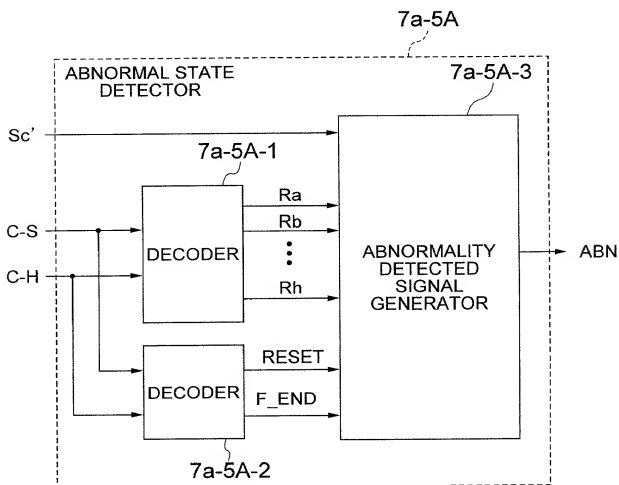 7a-5A
ABNORMAL STATE
DETECTOR
7a-5A-3
Sc'
7a-5A-1
Ra
Rb
C-S
DECODER
C-H
Rh
ABNORMALITY
DETECTED
SIGNAL
GENERATOR
ABN
RESET
DECODER
F_END
7a-5A-2